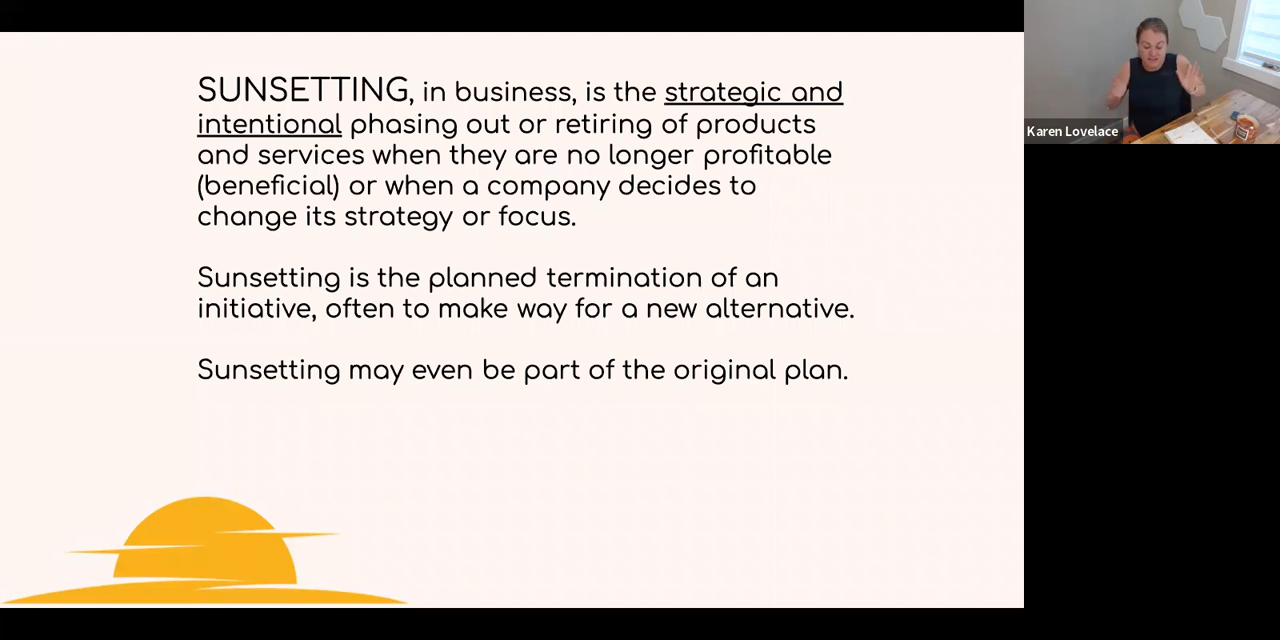 SUNSETTING, in business, is the strategic and
intentional phasing out or retiring of products
and services when they are no longer profitable
(beneficial) or when a company decides to
change its strategy or focus.
Sunsetting is the planned termination of an
initiative, often to make way for a new alternative.
Sunsetting may even be part of the original plan.
Karen Lovelace